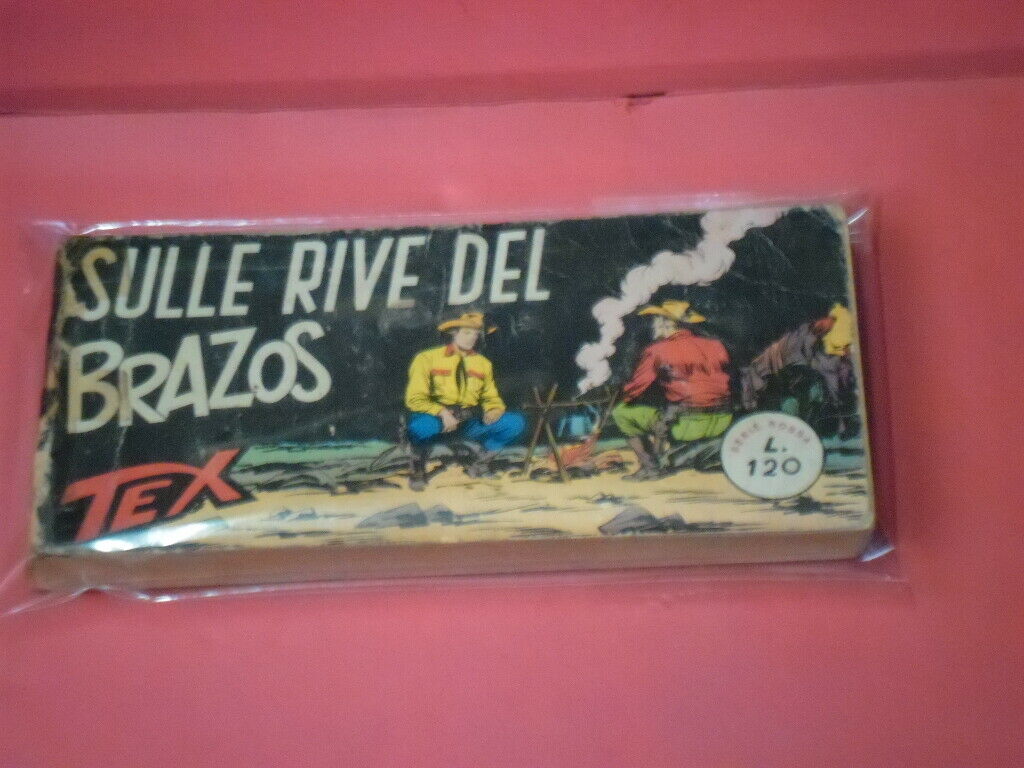 SULLE RIVE DEL
BRAZOS
TEX
SERIE ROSSA
L.
120